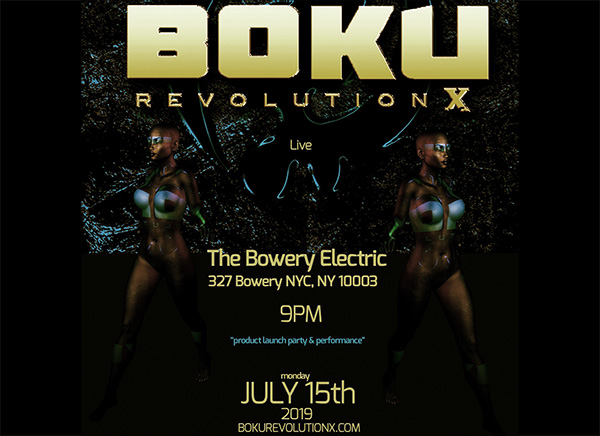 BOKU
REVOLUTION X
Live
The Bowery Electric
327 Bowery NYC, NY 10003
9PM
"product launch party & performance"
monday
JULY 15th
2019
BOKUREVOLUTIONX.COM